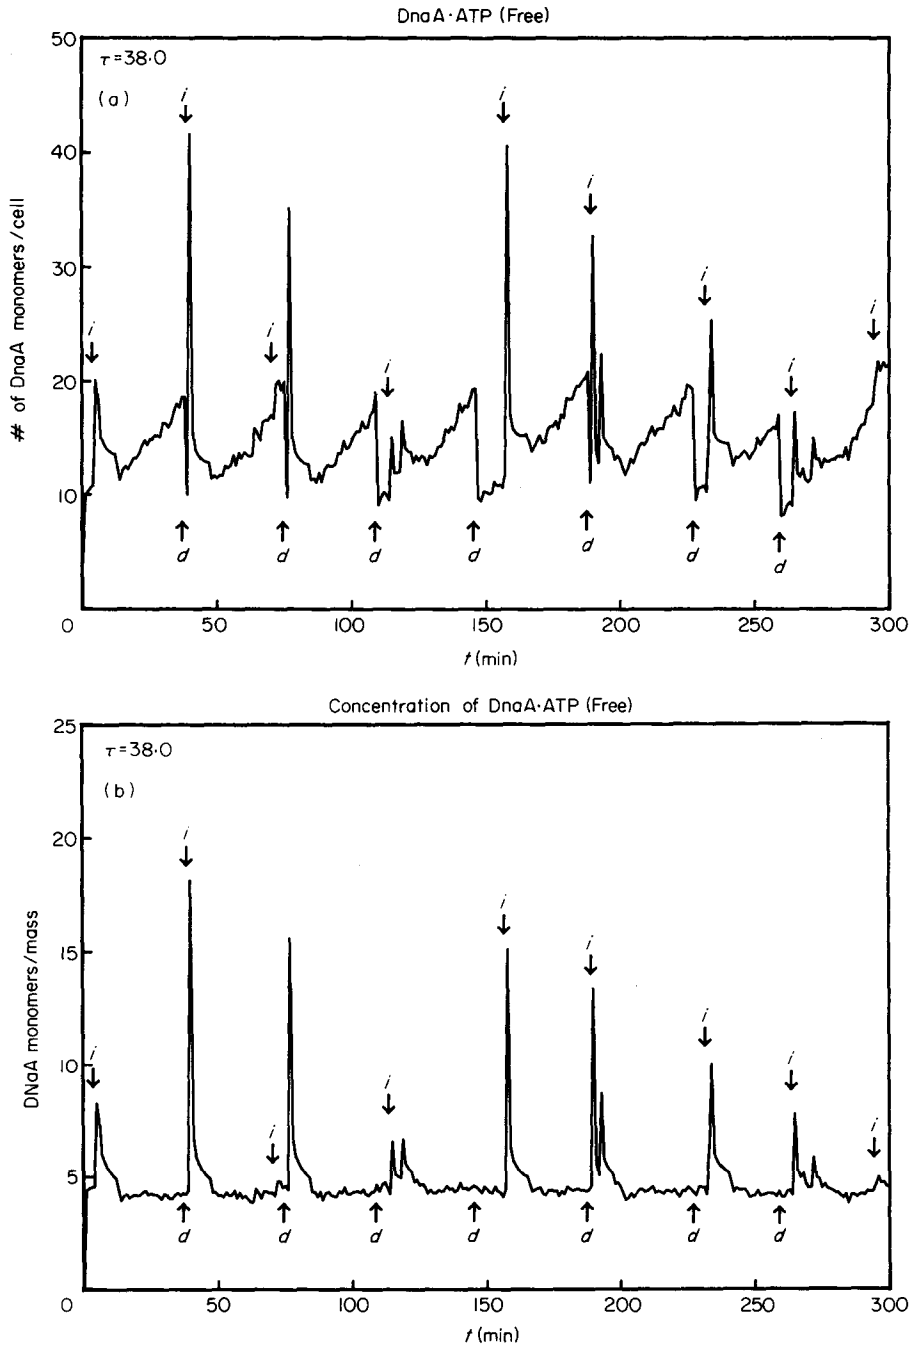 DnaA·ATP (Free)
50
τ=38·0
(a)
i
i
i
i
i
i
i
i
i
40
30
20
10
0
# of DnaA monomers/cell
d
d
d
d
d
d
d
50
100
150
200
250
300
t (min)
Concentration of DnaA·ATP (Free)
25
τ=38·0
(b)
i
i
i
i
i
i
i
i
i
20
15
10
5
0
DNaA monomers/mass
d
d
d
d
d
d
d
50
100
150
200
250
300
t (min)